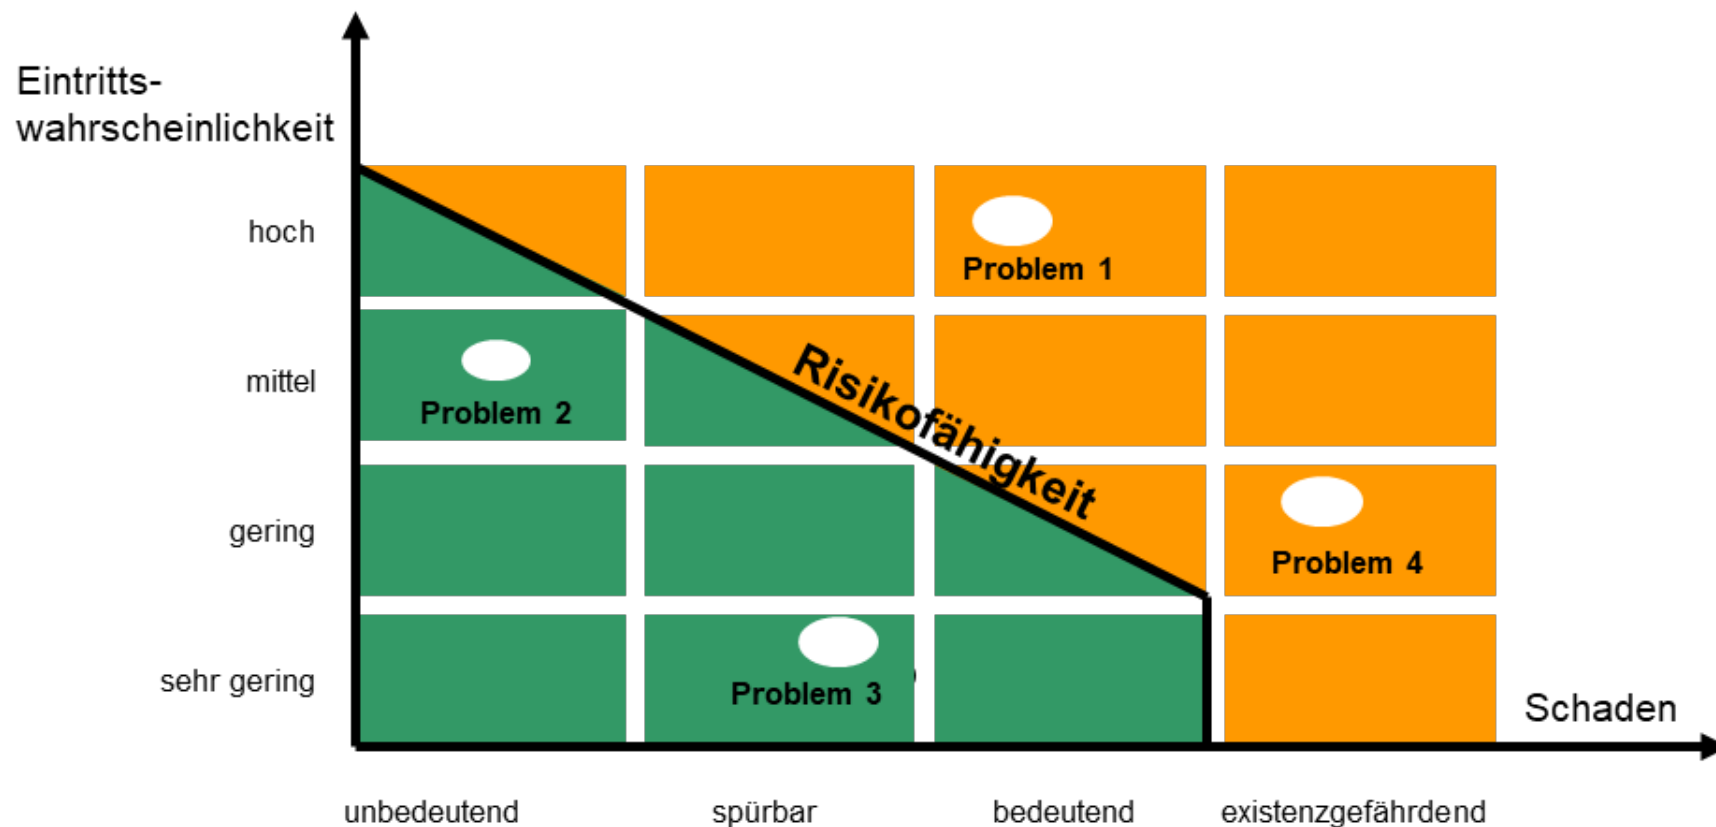 Eintritts-
wahrscheinlichkeit
hoch
Problem 1
mittel
Problem 2
Risikofähigkeit
gering
Problem 4
sehr gering
Problem 3
Schaden
unbedeutend
spürbar
bedeutend
existenzgefährdend